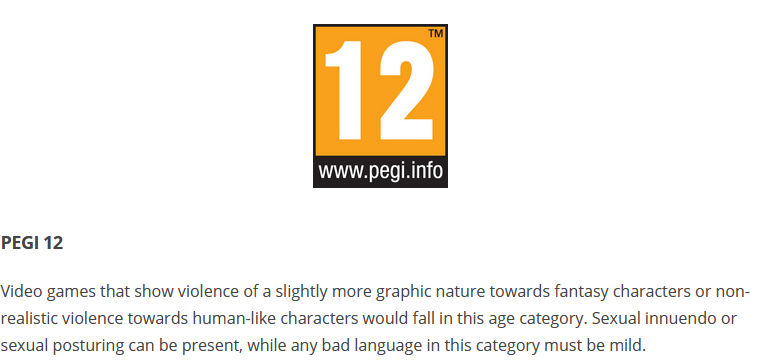 TM
12
www.pegi.info
PEGI 12
Video games that show violence of a slightly more graphic nature towards fantasy characters or non-
realistic violence towards human-like characters would fall in this age category. Sexual innuendo or
sexual posturing can be present, while any bad language in this category must be mild.